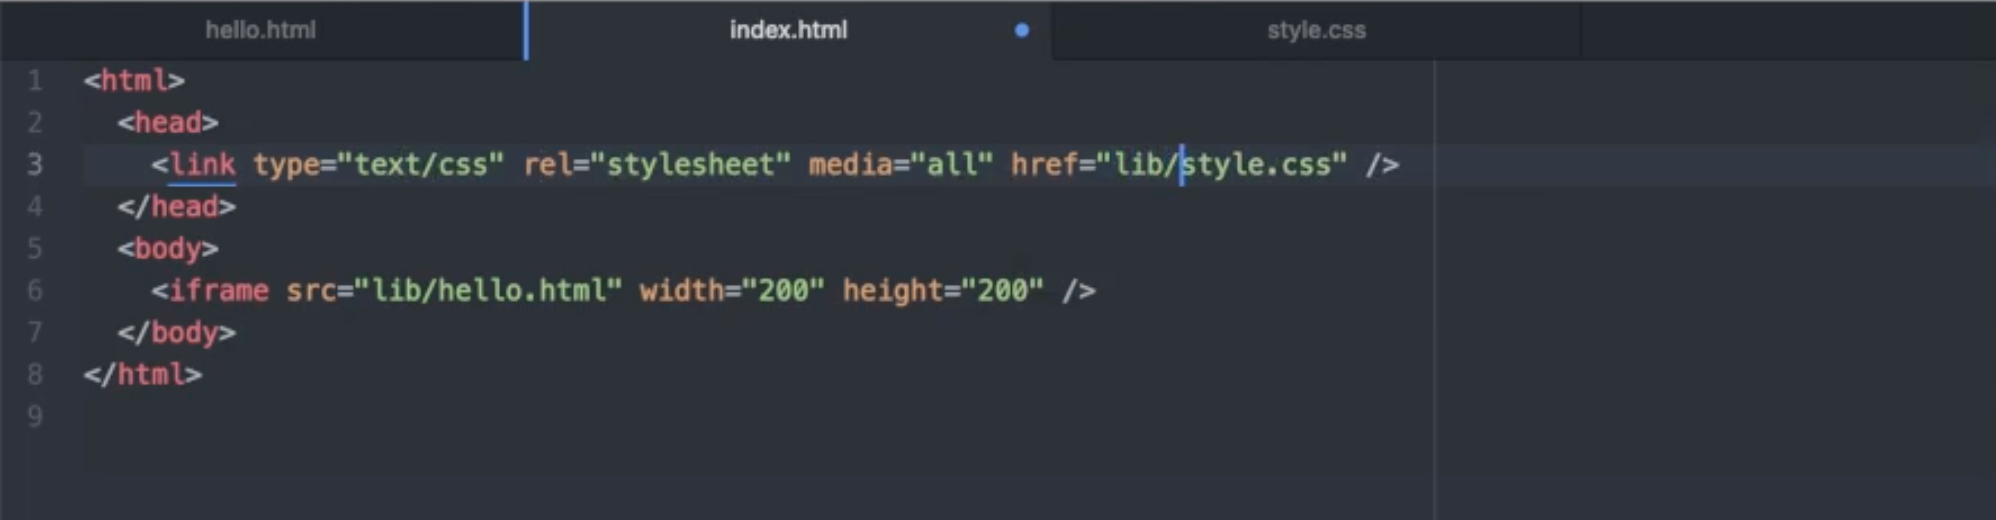 hello.html index.html style.css
1 <html>
2 <head>
3 <link type="text/css" rel="stylesheet" media="all" href="lib/style.css" />
4 </head>
5 <body>
6 <iframe src="lib/hello.html" width="200" height="200" />
7 </body>
8 </html>
9